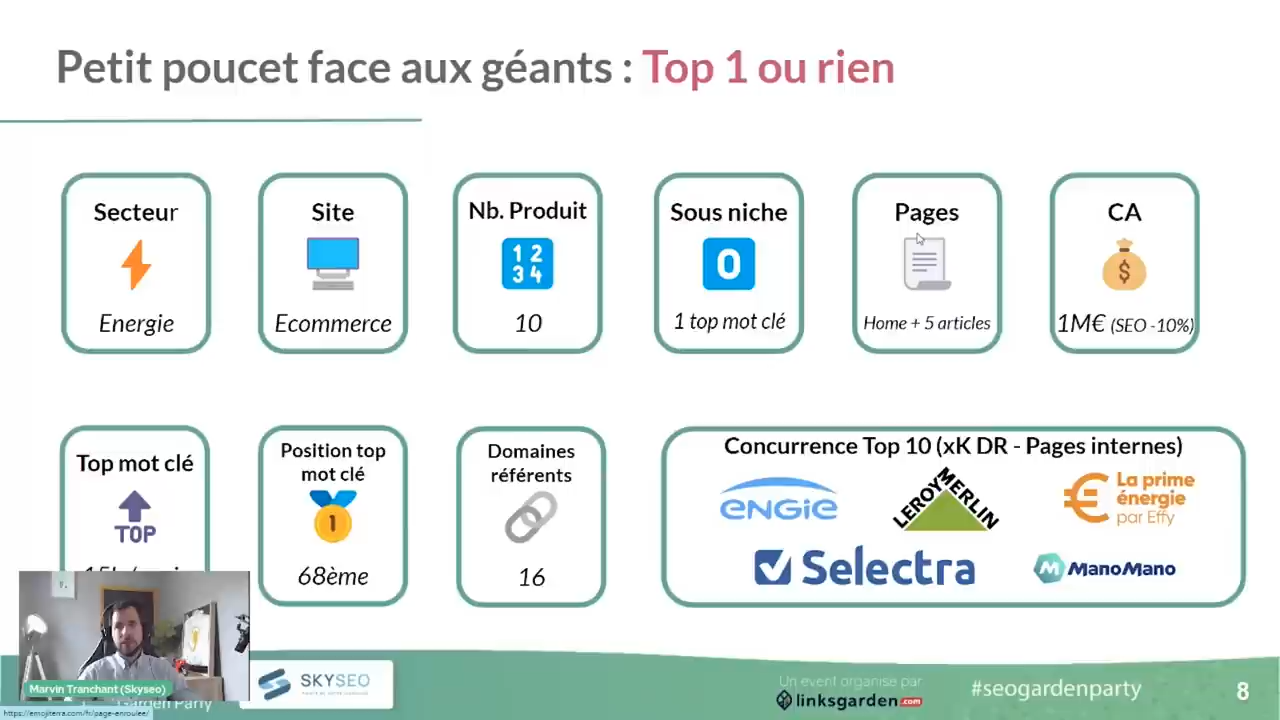 Petit poucet face aux géants : Top 1 ou rien
Secteur
Energie
Site
Ecommerce
Nb. Produit
1 2
3 4
10
Sous niche
0
1 top mot clé
Pages
Home + 5 articles
CA
$
1M€ (SEO -10%)
Top mot clé
TOP
Position top
mot clé
1
68ème
Domaines
référents
16
Concurrence Top 10 (xK DR - Pages internes)
ENGIE
LEROY MERLIN
La prime
énergie
par Effy
Selectra
ManoMano
Marvin Tranchant (Skyseo)
Garden Party
SKYSEO
Un event organisé par
linksgarden.com
#seogardenparty
8
https://emojiterra.com/fr/page-enroulee/